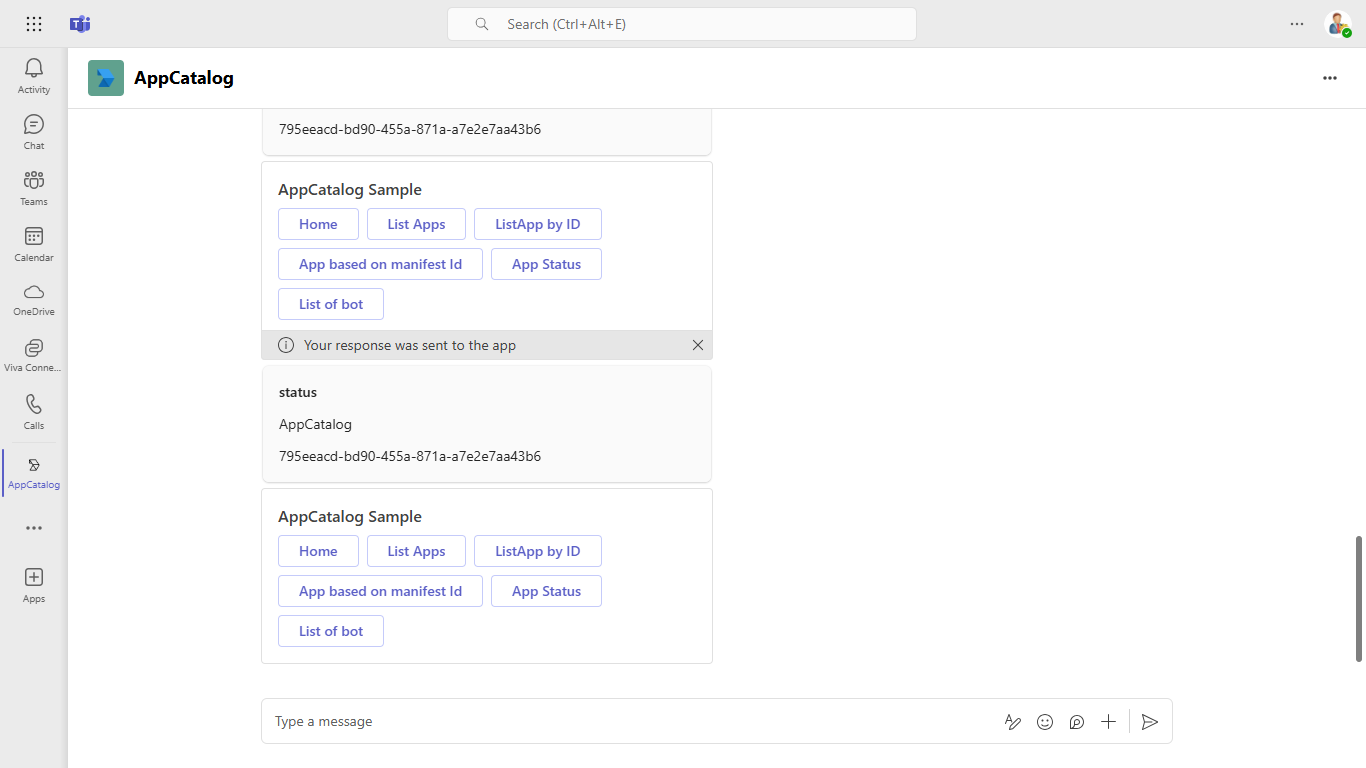 Search (Ctrl+Alt+E)
Activity
Chat
Teams
Calendar
OneDrive
Viva Conne...
Calls
AppCatalog
Apps
AppCatalog
795eeacd-bd90-455a-871a-a7e2e7aa43b6
AppCatalog Sample
Home List Apps ListApp by ID
App based on manifest Id App Status
List of bot
Your response was sent to the app
status
AppCatalog
795eeacd-bd90-455a-871a-a7e2e7aa43b6
AppCatalog Sample
Home List Apps ListApp by ID
App based on manifest Id App Status
List of bot
Type a message